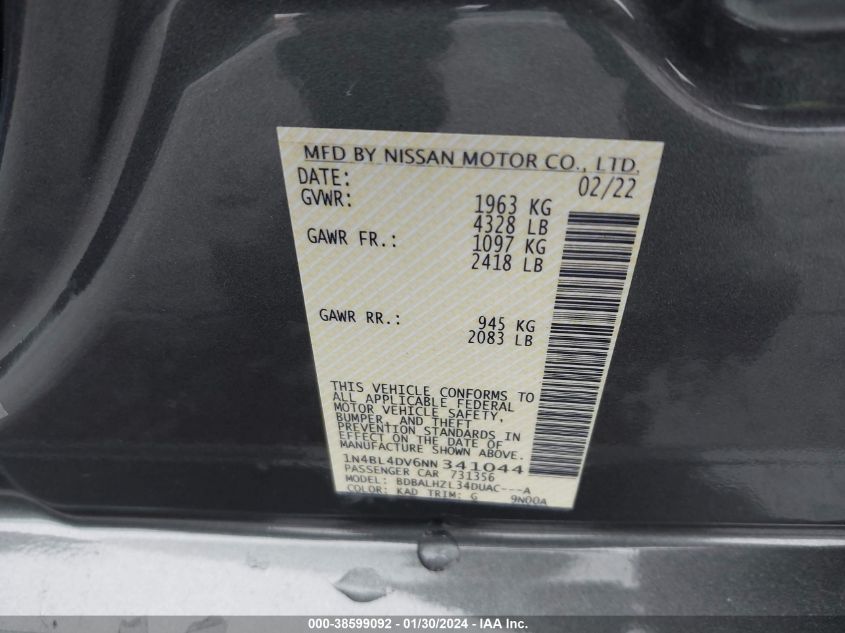 MFD BY NISSAN MOTOR CO., LTD.
DATE: 02/22
GVWR: 1963 KG
4328 LB
GAWR FR.: 1097 KG
2418 LB
GAWR RR.: 945 KG
2083 LB
THIS VEHICLE CONFORMS TO
ALL APPLICABLE FEDERAL
MOTOR VEHICLE SAFETY,
BUMPER, AND THEFT
PREVENTION STANDARDS IN
EFFECT ON THE DATE OF
MANUFACTURE SHOWN ABOVE.
1N4BL4DV6NN 341044
PASSENGER CAR 731356
MODEL: BDBALHZL34DUAC---A
COLOR: KAD TRIM: G 9N00A
000-38599092 - 01/30/2024 - IAA Inc.